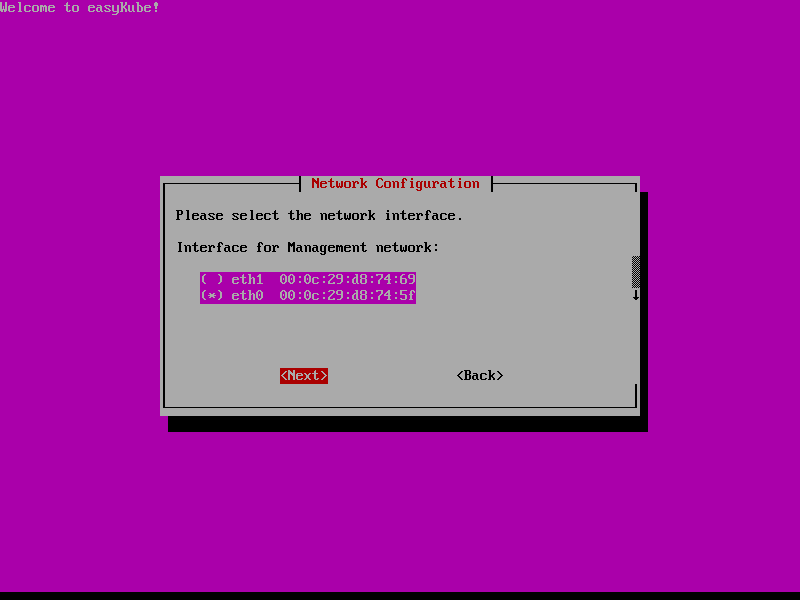 Welcome to easyKube!
Network Configuration
Please select the network interface.
Interface for Management network:
( ) eth1  00:0c:29:d8:74:69
(*) eth0  00:0c:29:d8:74:5f
<Next>
<Back>